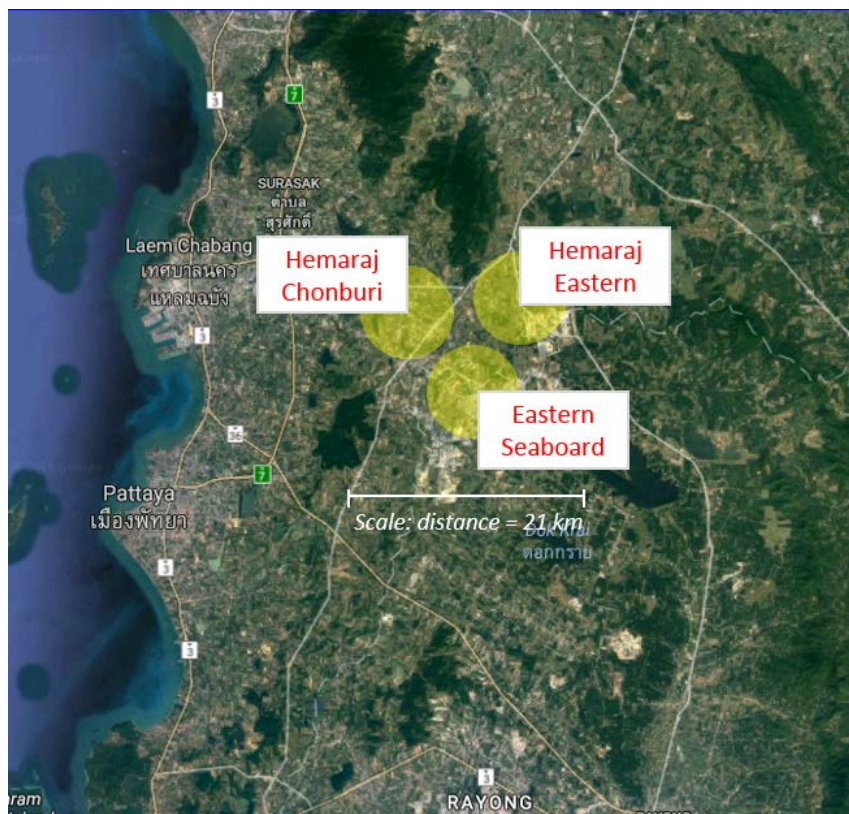 3
7
SURASAK
ตำบล
สุรศักดิ์
Laem Chabang
เทศบาลนคร
แหลมฉบัง
Hemaraj
Chonburi
Hemaraj
Eastern
3
36
7
Eastern
Seaboard
Pattaya
เมืองพัทยา
Scale: distance = 21 km
Dok Krai
ดอกกราย
3
3
3
RAYONG